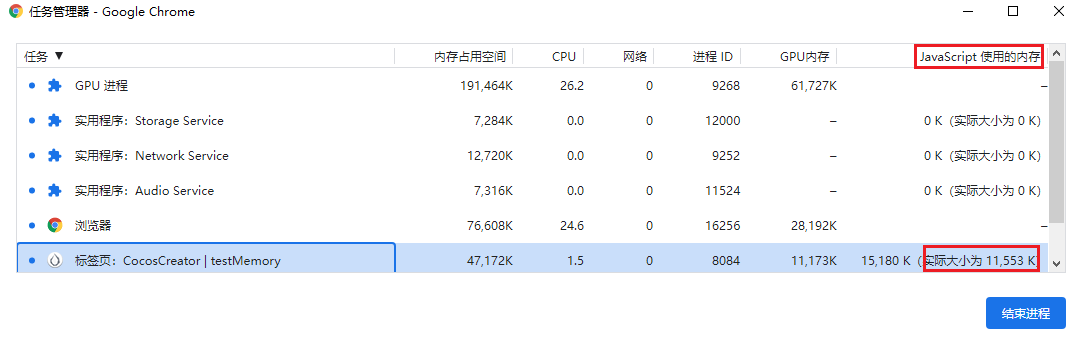 任务管理器 - Google Chrome
任务 ▼ 内存占用空间 CPU 网络 进程 ID GPU内存 JavaScript 使用的内存
GPU 进程 191,464K 26.2 0 9268 61,727K –
实用程序：Storage Service 7,284K 0.0 0 12000 – 0 K（实际大小为 0 K）
实用程序：Network Service 12,720K 0.0 0 9252 – 0 K（实际大小为 0 K）
实用程序：Audio Service 7,316K 0.0 0 11524 – 0 K（实际大小为 0 K）
浏览器 76,608K 24.6 0 16256 28,192K –
标签页：CocosCreator | testMemory 47,172K 1.5 0 8084 11,173K 15,180 K（实际大小为 11,553 K）
结束进程